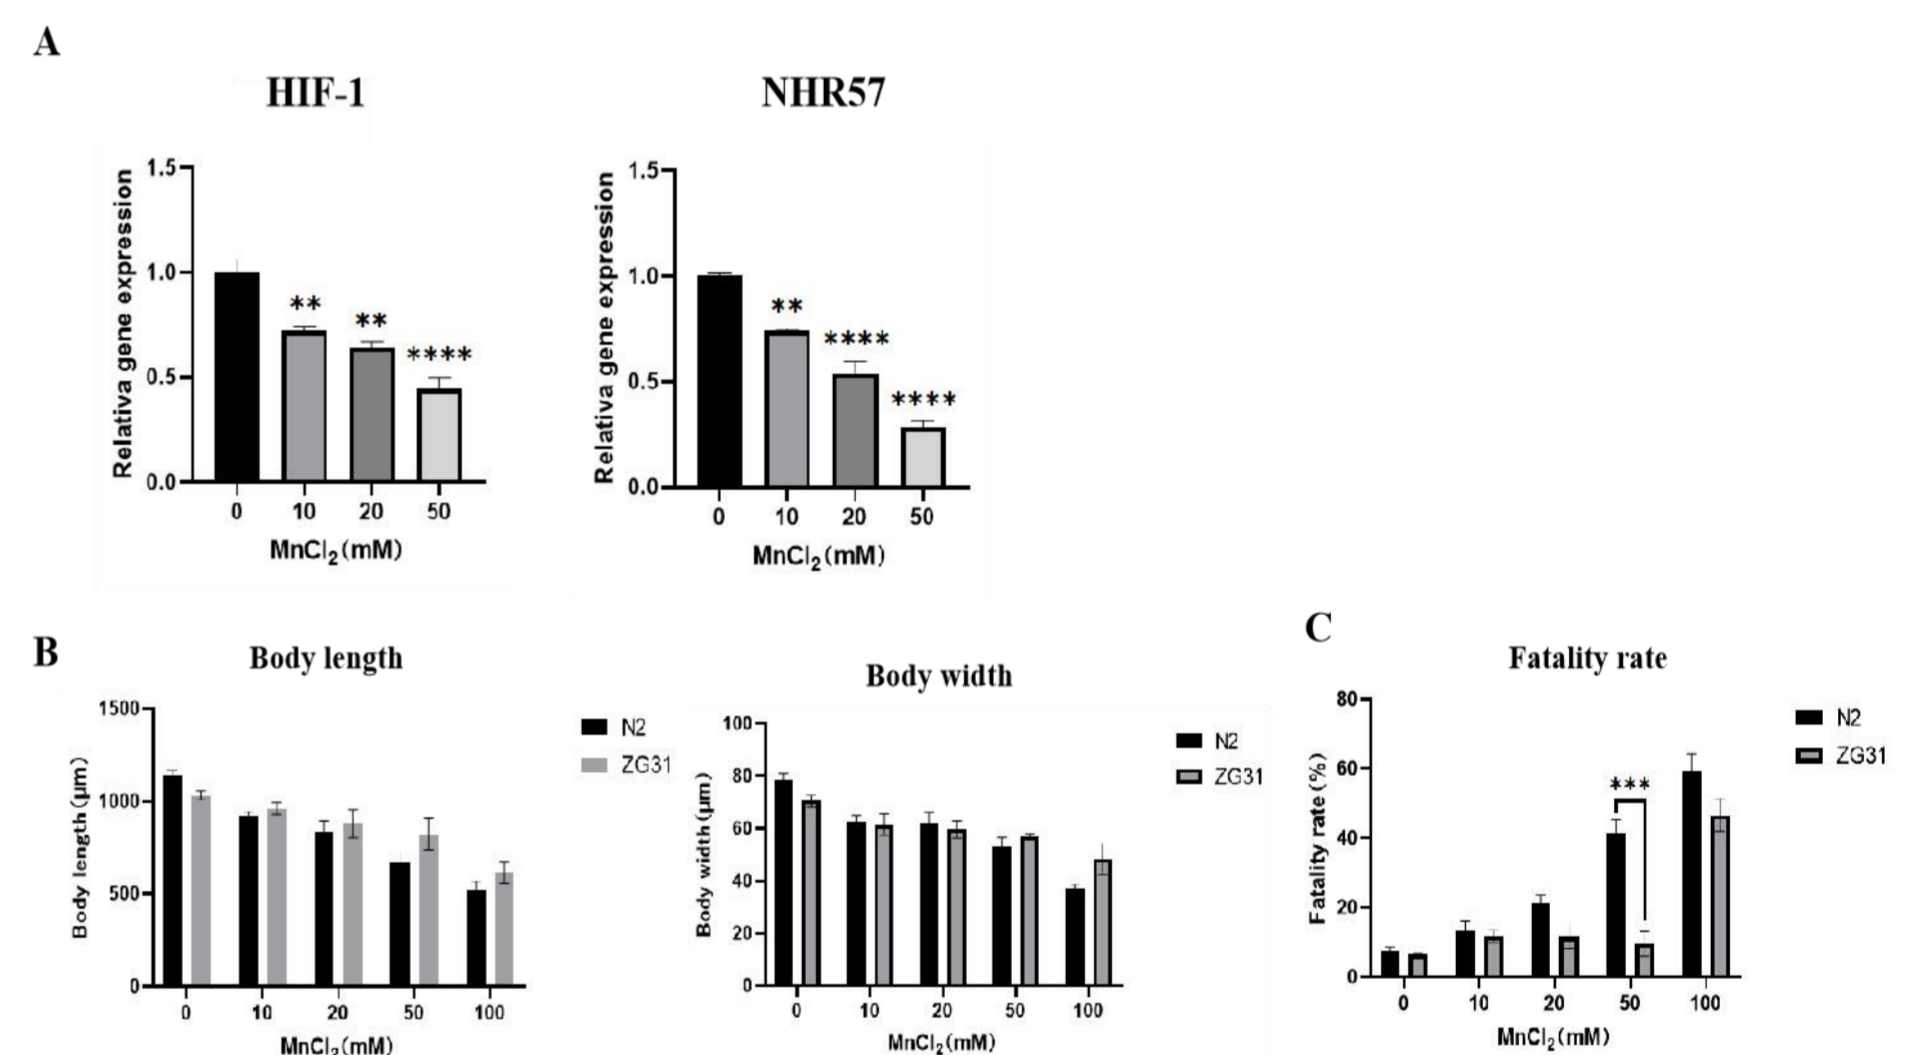 A
HIF-1
NHR57
Relativa gene expression
1.5
1.0
0.5
0.0
**
**
****
0 10 20 50
MnCl₂(mM)
Relativa gene expression
1.5
1.0
0.5
0.0
**
****
****
0 10 20 50
MnCl₂(mM)
B
Body length
Body length(μm)
1500
1000
500
0
N2
ZG31
0 10 20 50 100
MnCl₂(mM)
Body width
Body width(μm)
100
80
60
40
20
0
N2
ZG31
0 10 20 50 100
MnCl₂(mM)
C
Fatality rate
Fatality rate(%)
80
60
40
20
0
***
N2
ZG31
0 10 20 50 100
MnCl₂(mM)